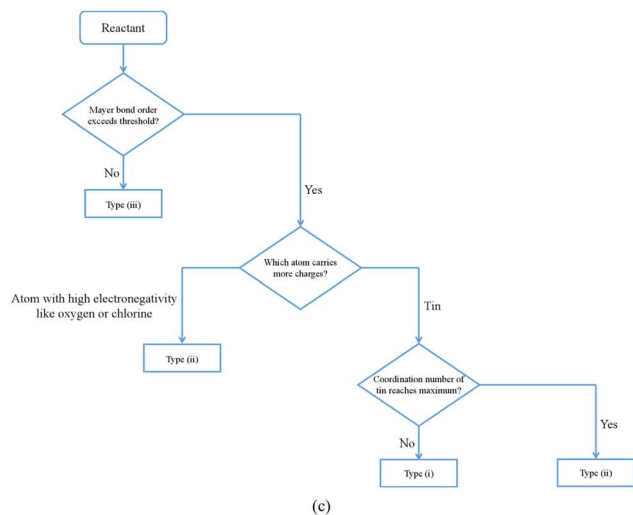 Reactant
Mayer bond order
exceeds threshold?
No
Yes
Type (iii)
Which atom carries
more charges?
Atom with high electronegativity
like oxygen or chlorine
Tin
Type (ii)
Coordination number of
tin reaches maximum?
No
Yes
Type (i)
Type (ii)
(c)